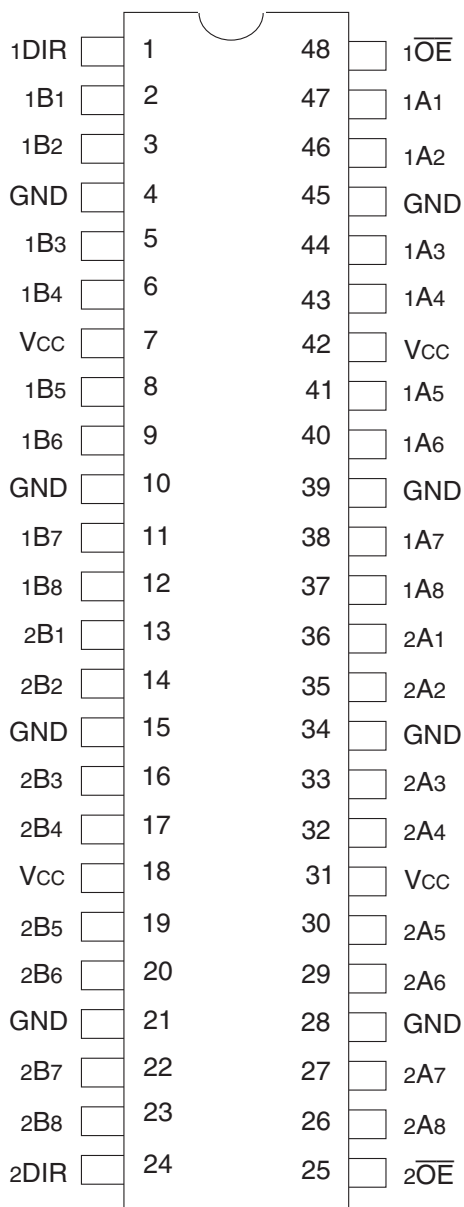 1DIR 1 48 1O̅E̅
1B1 2 47 1A1
1B2 3 46 1A2
GND 4 45 GND
1B3 5 44 1A3
1B4 6 43 1A4
VCC 7 42 VCC
1B5 8 41 1A5
1B6 9 40 1A6
GND 10 39 GND
1B7 11 38 1A7
1B8 12 37 1A8
2B1 13 36 2A1
2B2 14 35 2A2
GND 15 34 GND
2B3 16 33 2A3
2B4 17 32 2A4
VCC 18 31 VCC
2B5 19 30 2A5
2B6 20 29 2A6
GND 21 28 GND
2B7 22 27 2A7
2B8 23 26 2A8
2DIR 24 25 2O̅E̅